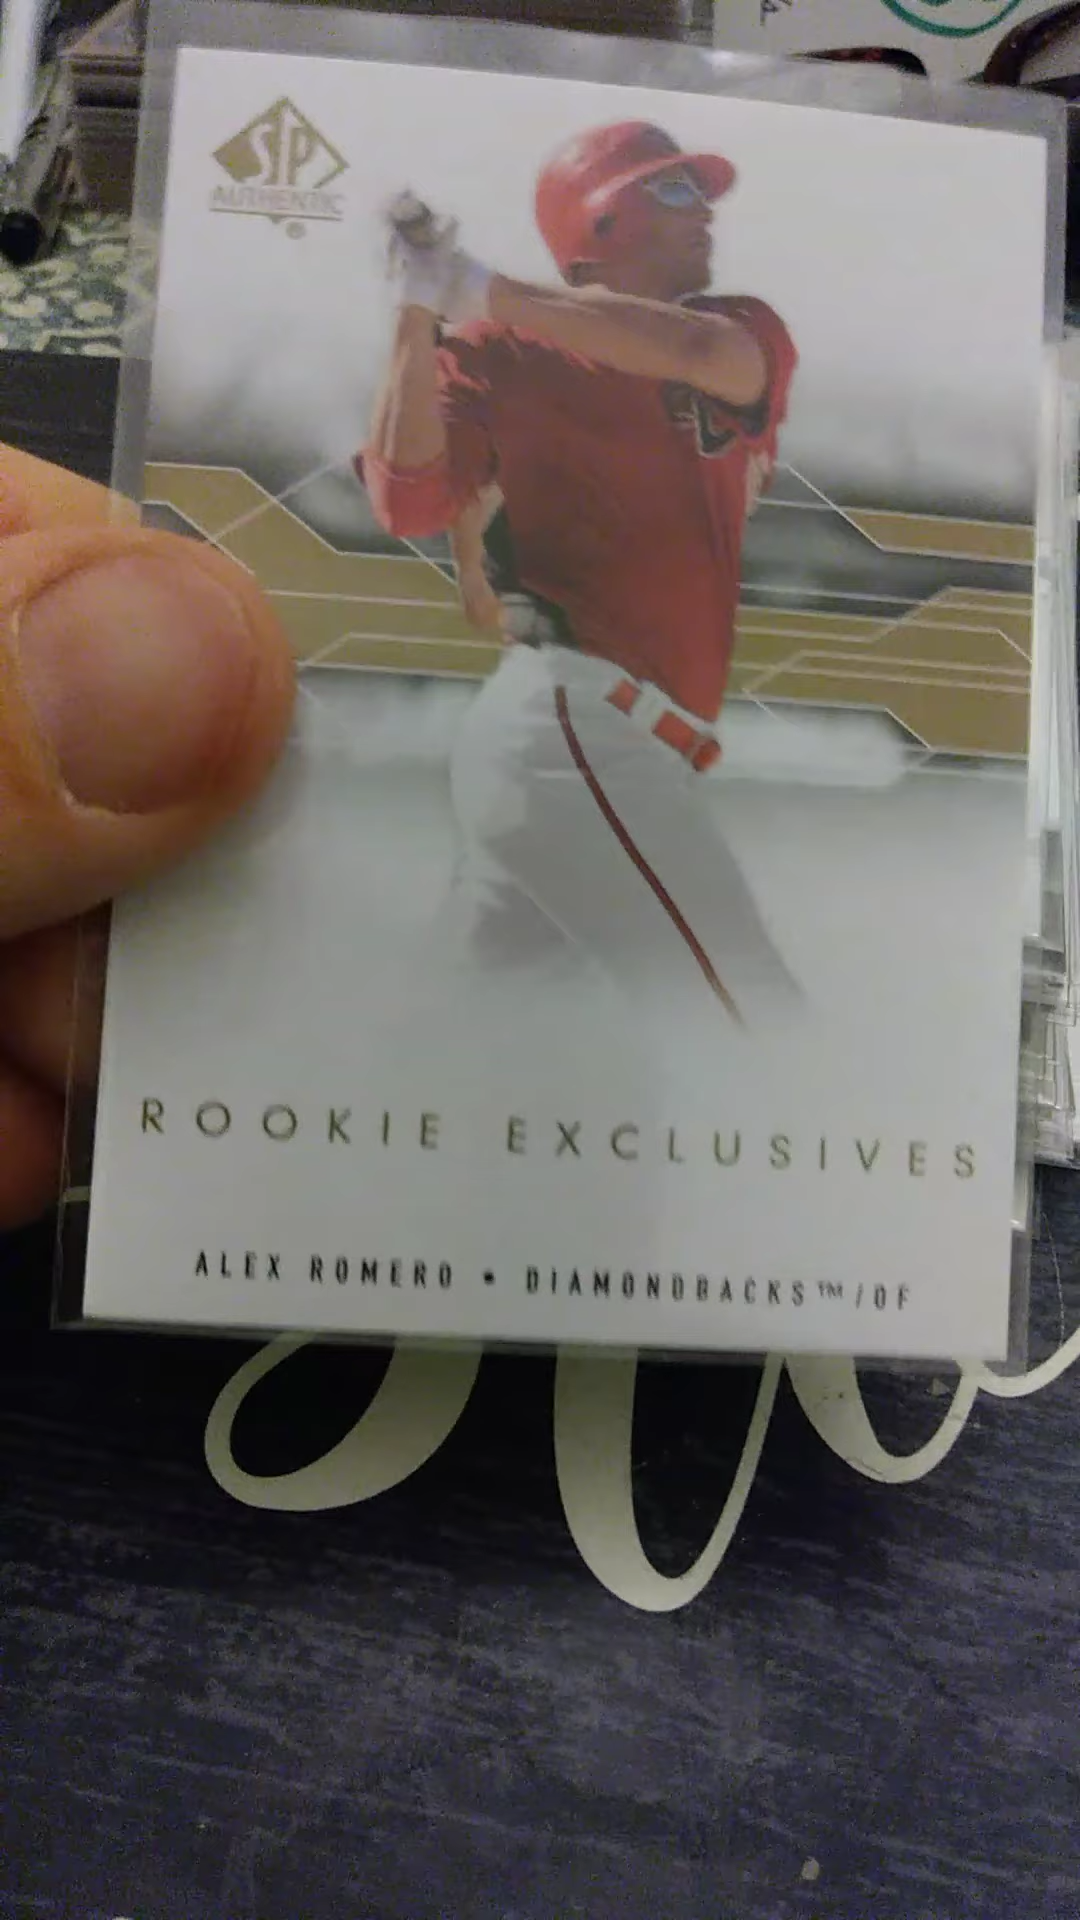 SP
AUTHENTIC
ROOKIE EXCLUSIVES
ALEX ROMERO • DIAMONDBACKS™/OF